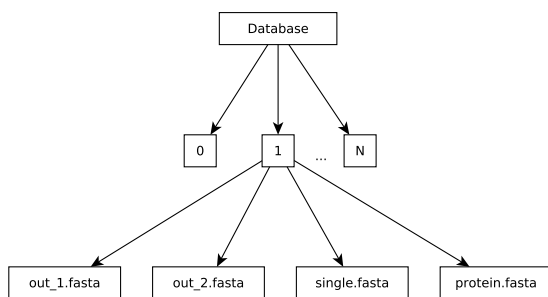 Database
0
1
...
N
out_1.fasta
out_2.fasta
single.fasta
protein.fasta